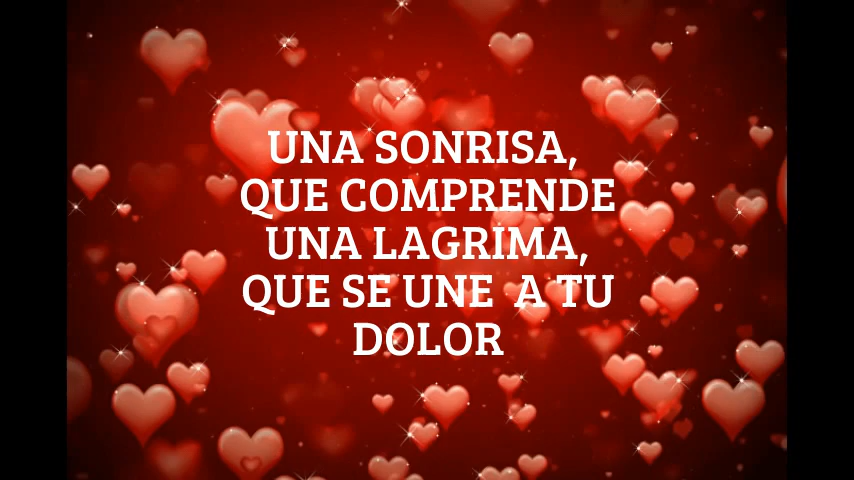 UNA SONRISA,
QUE COMPRENDE
UNA LAGRIMA,
QUE SE UNE  A TU
DOLOR